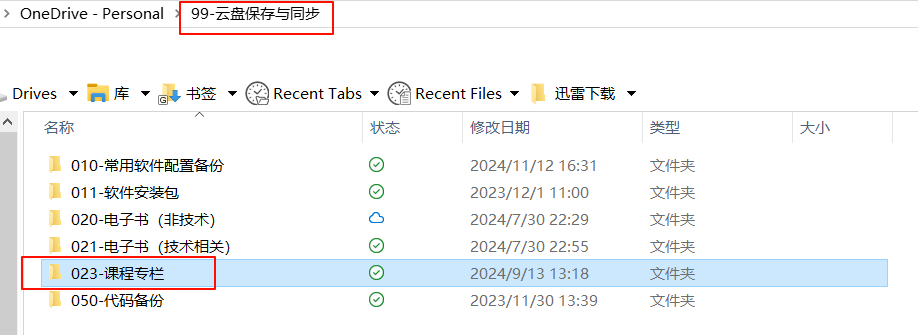 OneDrive - Personal > 99-云盘保存与同步
Drives 库 书签 Recent Tabs Recent Files 迅雷下载
名称 状态 修改日期 类型 大小
010-常用软件配置备份 2024/11/12 16:31 文件夹
011-软件安装包 2023/12/1 11:00 文件夹
020-电子书（非技术） 2024/7/30 22:29 文件夹
021-电子书（技术相关） 2024/7/30 22:55 文件夹
023-课程专栏 2024/9/13 13:18 文件夹
050-代码备份 2023/11/30 13:39 文件夹